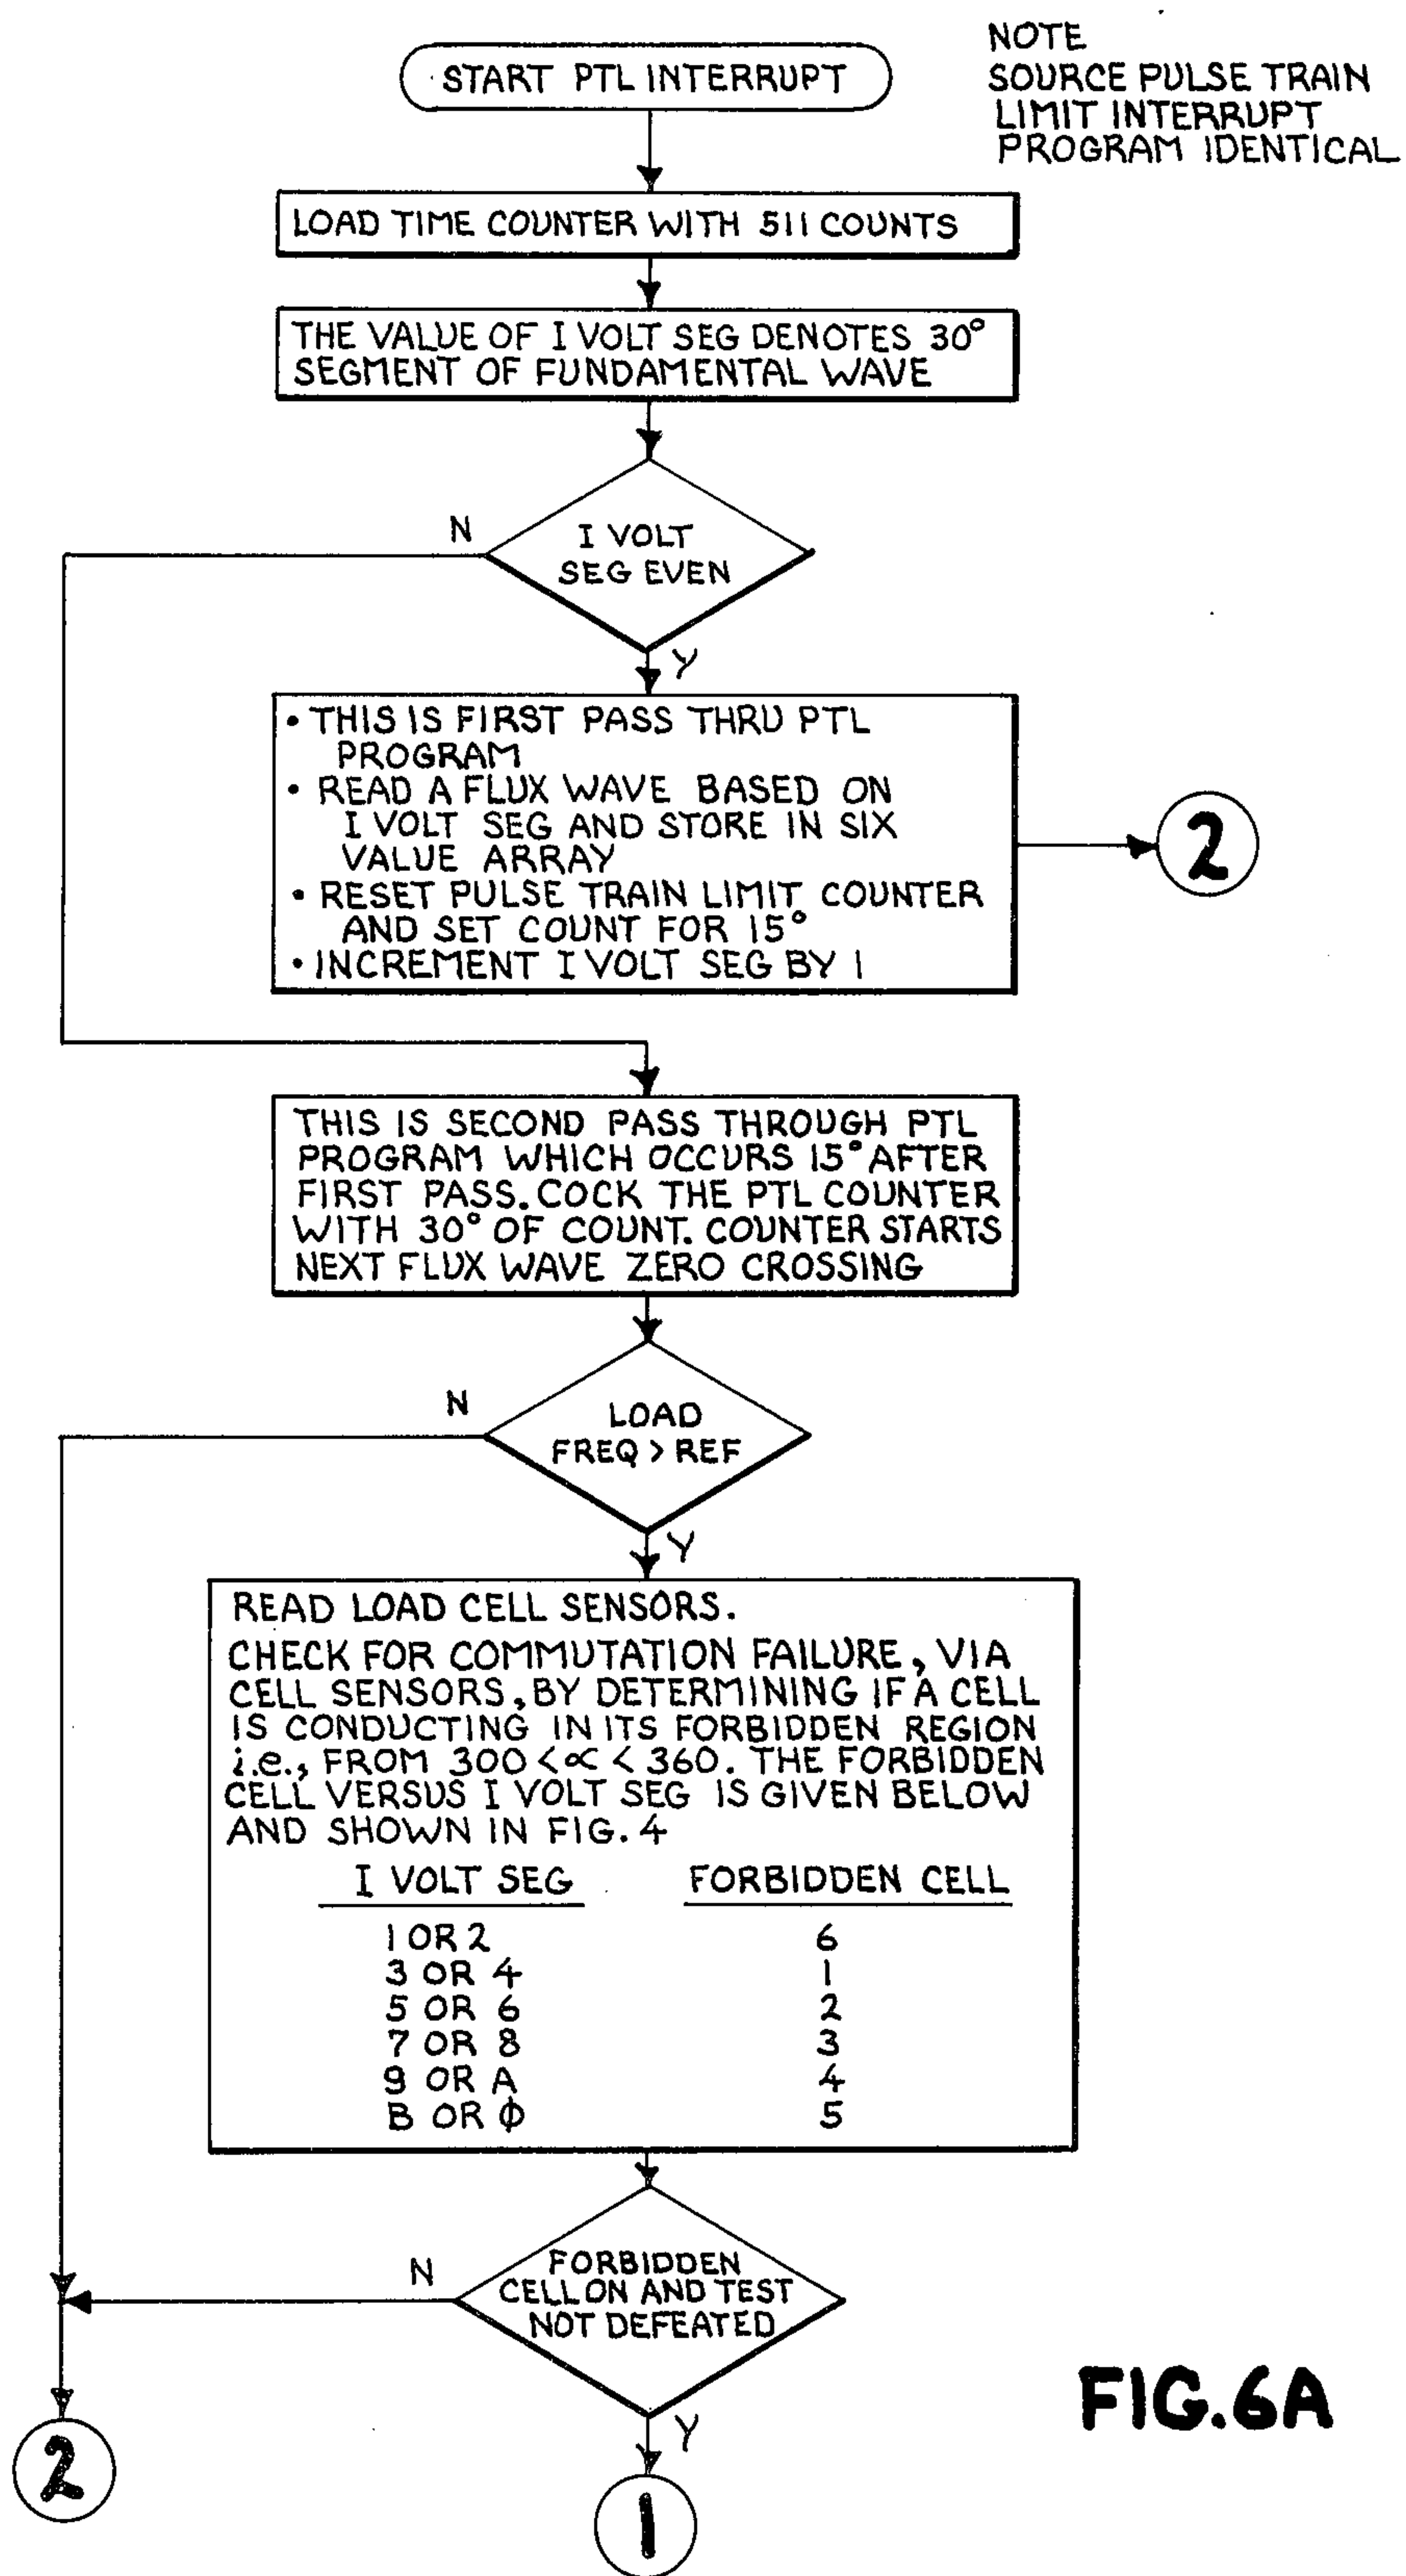 START PTL INTERRUPT
NOTE
SOURCE PULSE TRAIN
LIMIT INTERRUPT
PROGRAM IDENTICAL
LOAD TIME COUNTER WITH 511 COUNTS
THE VALUE OF I VOLT SEG DENOTES 30°
SEGMENT OF FUNDAMENTAL WAVE
N
I VOLT
SEG EVEN
Y
• THIS IS FIRST PASS THRU PTL
PROGRAM
• READ A FLUX WAVE BASED ON
I VOLT SEG AND STORE IN SIX
VALUE ARRAY
• RESET PULSE TRAIN LIMIT COUNTER
AND SET COUNT FOR 15°
• INCREMENT I VOLT SEG BY 1
2
THIS IS SECOND PASS THROUGH PTL
PROGRAM WHICH OCCURS 15° AFTER
FIRST PASS. COCK THE PTL COUNTER
WITH 30° OF COUNT. COUNTER STARTS
NEXT FLUX WAVE ZERO CROSSING
N
LOAD
FREQ > REF
Y
READ LOAD CELL SENSORS.
CHECK FOR COMMUTATION FAILURE, VIA
CELL SENSORS, BY DETERMINING IF A CELL
IS CONDUCTING IN ITS FORBIDDEN REGION
i.e., FROM 300 < ∝ < 360. THE FORBIDDEN
CELL VERSUS I VOLT SEG IS GIVEN BELOW
AND SHOWN IN FIG. 4
I VOLT SEG FORBIDDEN CELL
1 OR 2 6
3 OR 4 1
5 OR 6 2
7 OR 8 3
9 OR A 4
B OR ϕ 5
N
FORBIDDEN
CELL ON AND TEST
NOT DEFEATED
Y
2
1
FIG.6A